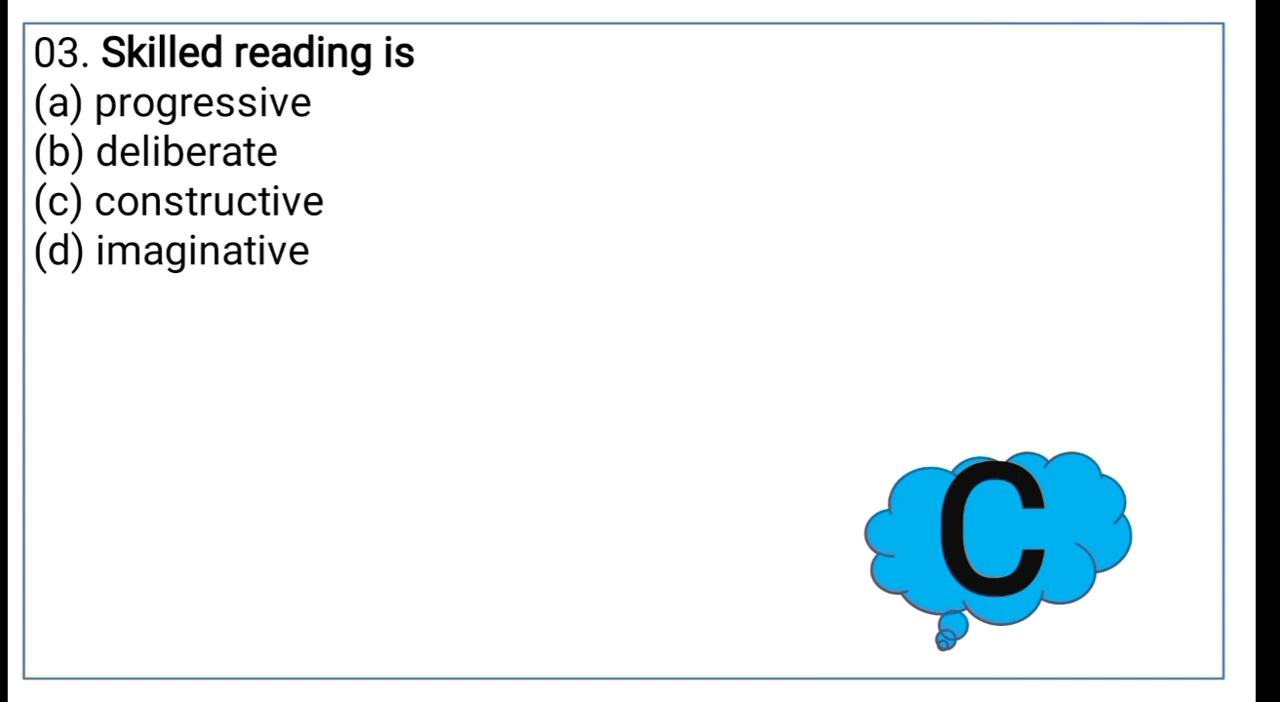 03. Skilled reading is
(a) progressive
(b) deliberate
(c) constructive
(d) imaginative
C